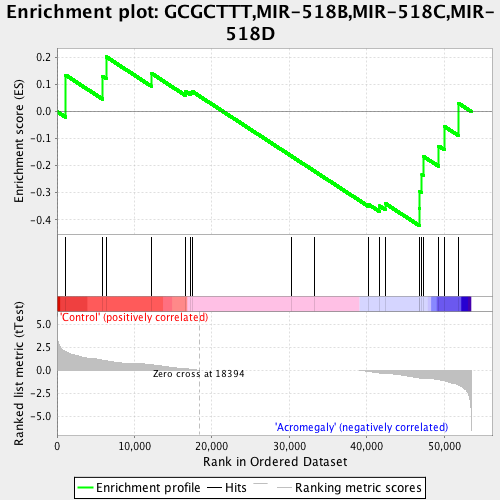 Enrichment plot: GCGCTTT,MIR-518B,MIR-518C,MIR-
518D
Enrichment score (ES)
0.2
0.1
0.0
-0.1
-0.2
-0.3
-0.4
'Control' (positively correlated)
Ranked list metric (tTest)
5.0
2.5
0.0
-2.5
-5.0
Zero cross at 18394
'Acromegaly' (negatively correlated)
0 10,000 20,000 30,000 40,000 50,000
Rank in Ordered Dataset
Enrichment profile Hits Ranking metric scores